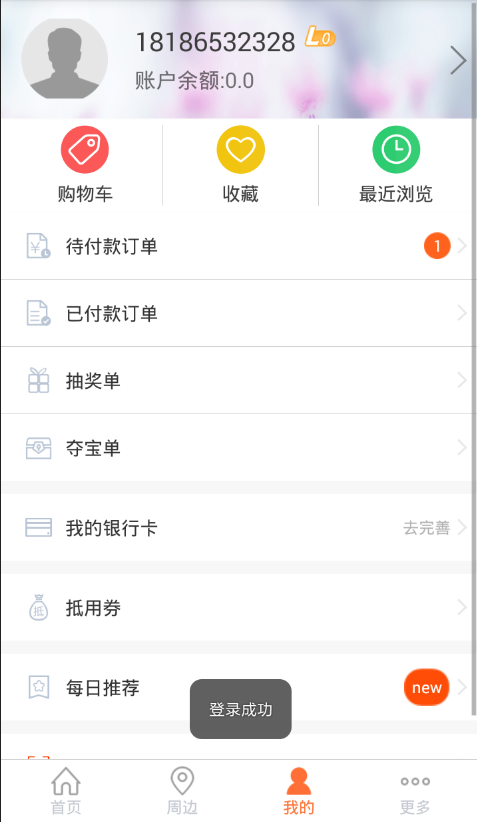 18186532328 L0
账户余额:0.0
购物车 收藏 最近浏览
待付款订单 1
已付款订单
抽奖单
夺宝单
我的银行卡 去完善
抵 抵用券
每日推荐 new
登录成功
首页 周边 我的 更多